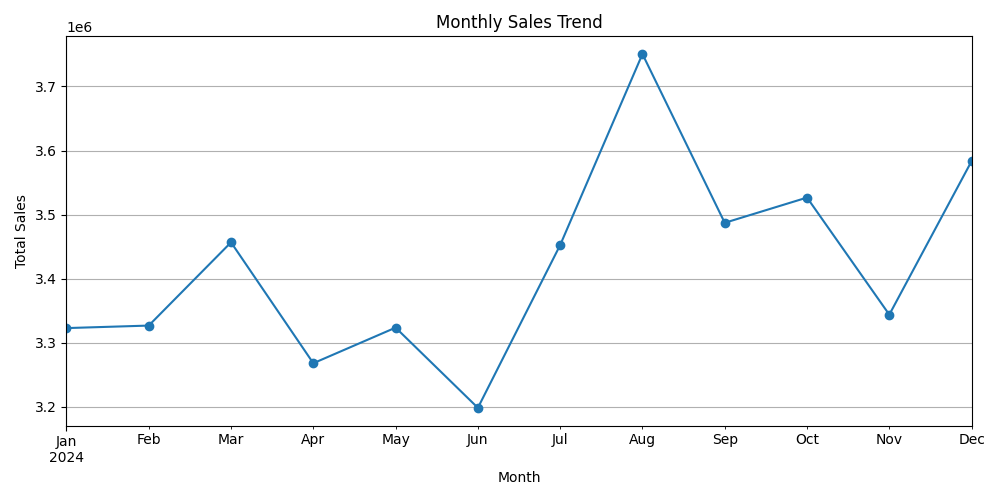 Monthly Sales Trend
1e6
3.7
3.6
3.5
3.4
3.3
3.2
Total Sales
Jan Feb Mar Apr May Jun Jul Aug Sep Oct Nov Dec
2024
Month